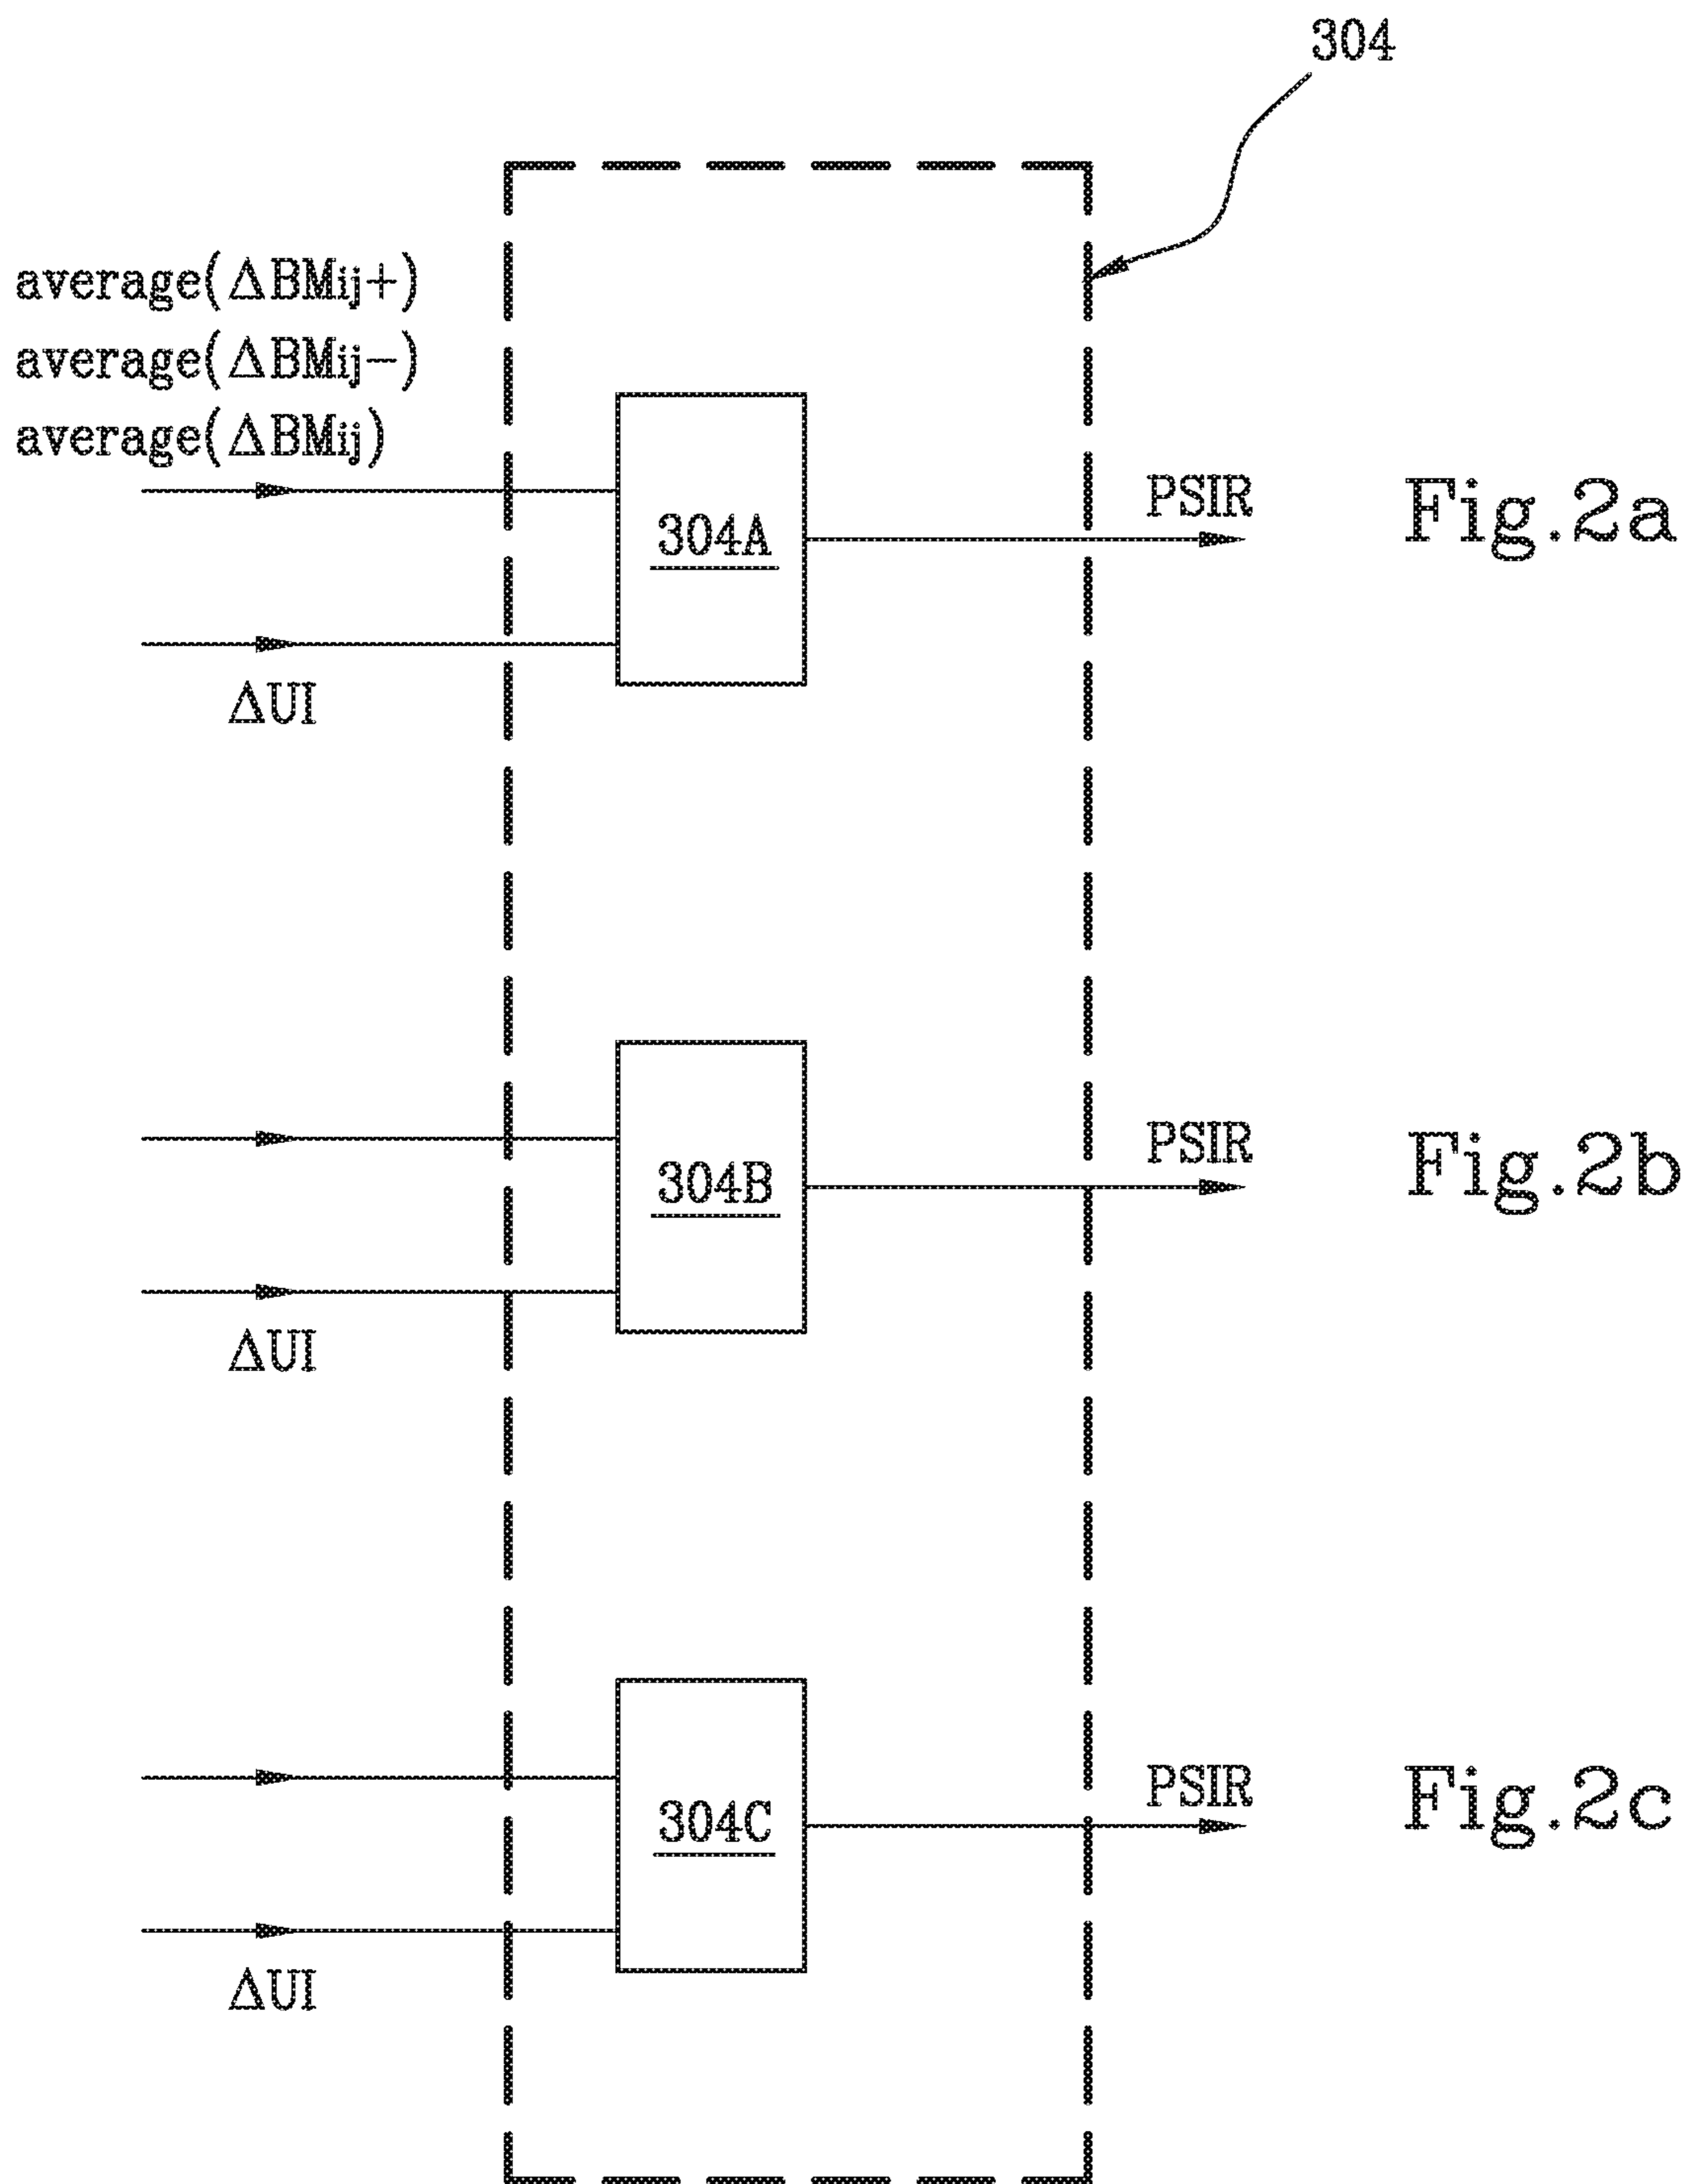 304
average(ΔBMij+)
average(ΔBMij-)
average(ΔBMij)
304A
PSIR
Fig.2a
ΔUI
304B
PSIR
Fig.2b
ΔUI
304C
PSIR
Fig.2c
ΔUI